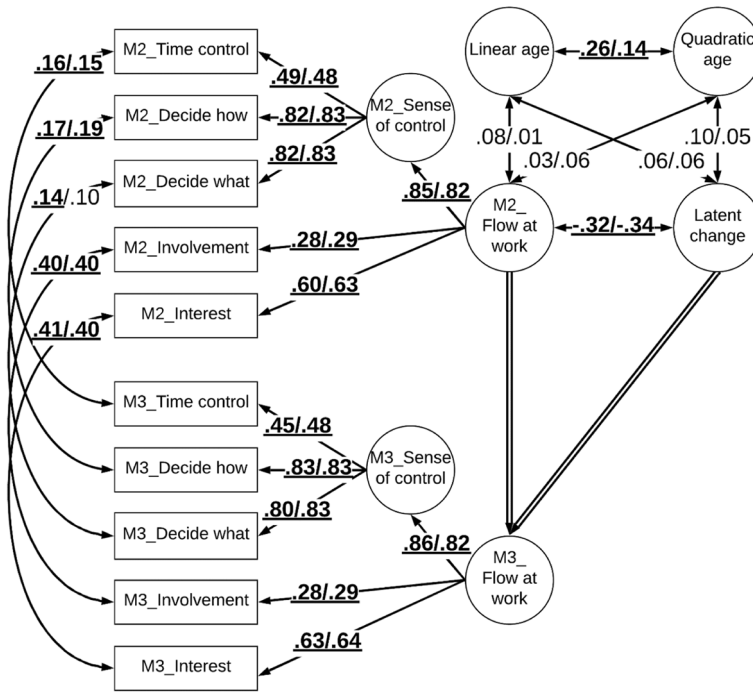 Linear age
.26/.14
Quadratic
age
.16/.15
M2_Time control
.49/.48
.17/.19
M2_Decide how
.82/.83
M2_Sense
of control
.82/.83
.08/.01
.03/.06
.06/.06
.10/.05
.14/.10
M2_Decide what
.85/.82
M2_
Flow at
work
-.32/-.34
Latent
change
.40/.40
M2_Involvement
.28/.29
.41/.40
M2_Interest
.60/.63
M3_Time control
.45/.48
M3_Decide how
.83/.83
M3_Sense
of control
M3_Decide what
.80/.83
.86/.82
M3_
Flow at
work
M3_Involvement
.28/.29
M3_Interest
.63/.64